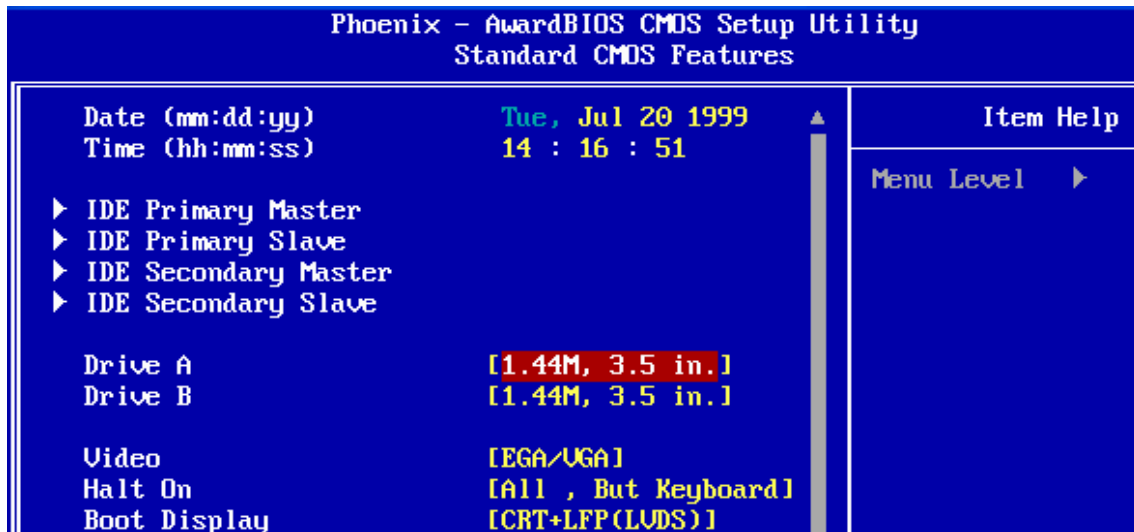 Phoenix - AwardBIOS CMOS Setup Utility
Standard CMOS Features
Date (mm:dd:yy) Tue, Jul 20 1999
Time (hh:mm:ss) 14 : 16 : 51
IDE Primary Master
IDE Primary Slave
IDE Secondary Master
IDE Secondary Slave
Drive A [1.44M, 3.5 in.]
Drive B [1.44M, 3.5 in.]
Video [EGA/VGA]
Halt On [All , But Keyboard]
Boot Display [CRT+LFP(LVDS)]
Item Help
Menu Level